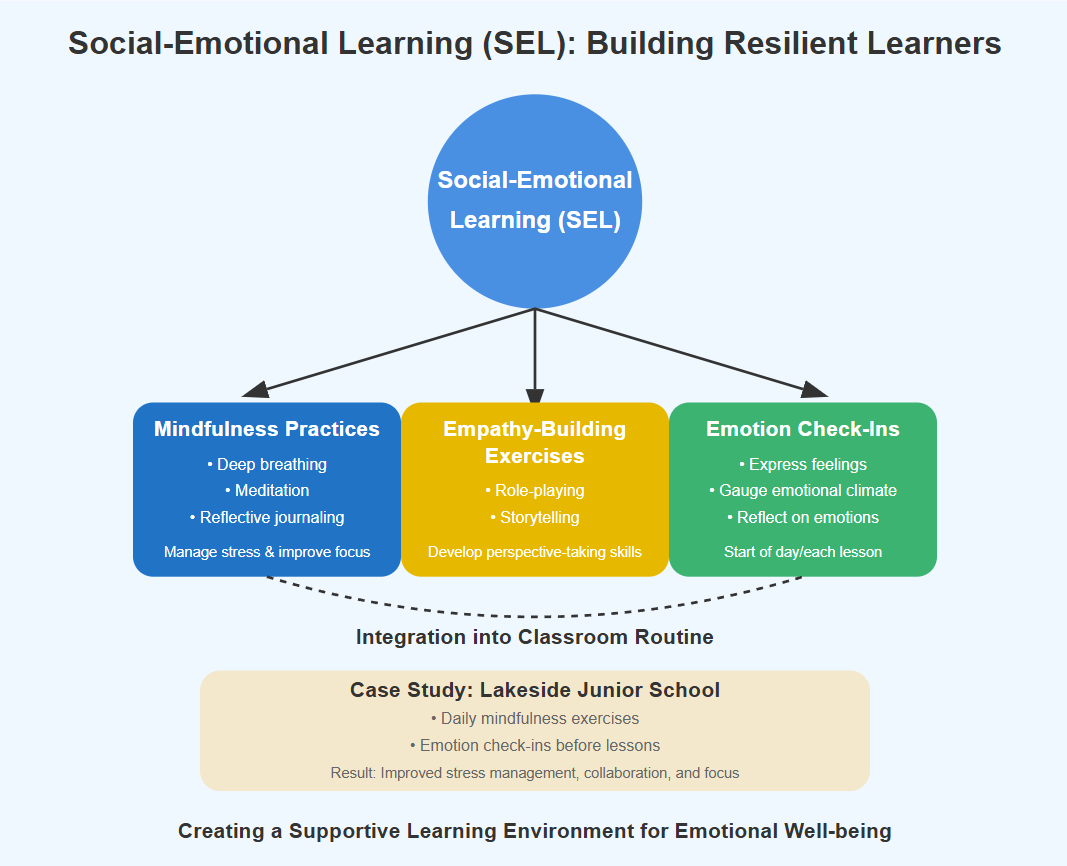 Social-Emotional Learning (SEL): Building Resilient Learners
Social-Emotional
Learning (SEL)
Mindfulness Practices
• Deep breathing
• Meditation
• Reflective journaling
Manage stress & improve focus
Empathy-Building
Exercises
• Role-playing
• Storytelling
Develop perspective-taking skills
Emotion Check-Ins
• Express feelings
• Gauge emotional climate
• Reflect on emotions
Start of day/each lesson
Integration into Classroom Routine
Case Study: Lakeside Junior School
• Daily mindfulness exercises
• Emotion check-ins before lessons
Result: Improved stress management, collaboration, and focus
Creating a Supportive Learning Environment for Emotional Well-being